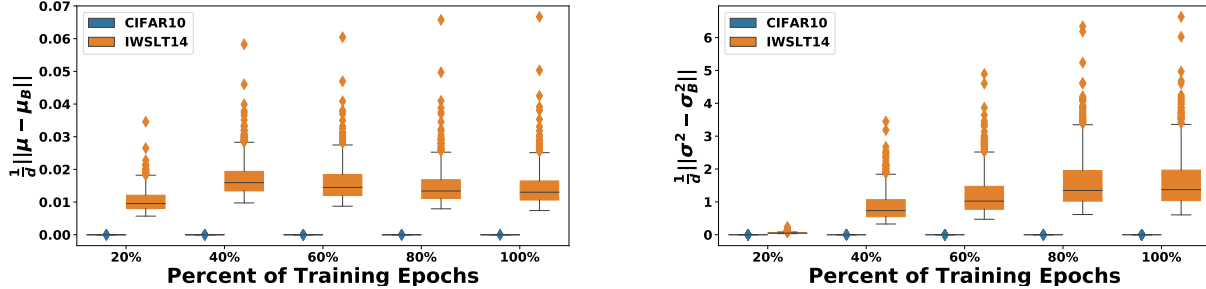 CIFAR10
IWSLT14
0.07
0.06
0.05
0.04
0.03
0.02
0.01
0.00
1/d ||μ − μ_B||
20% 40% 60% 80% 100%
Percent of Training Epochs
CIFAR10
IWSLT14
6
5
4
3
2
1
0
1/d ||σ² − σ²_B||
20% 40% 60% 80% 100%
Percent of Training Epochs